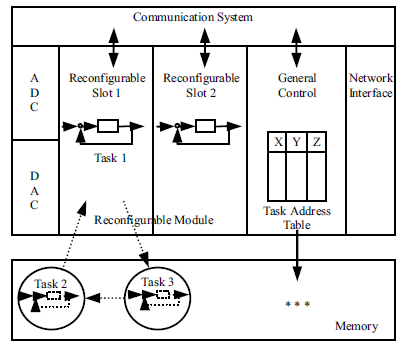 Communication System
A
D
C
D
A
C
Reconfigurable
Slot 1
Task 1
Reconfigurable
Slot 2
General
Control
X Y Z
Task Address
Table
Network
Interface
Reconfigurable Module
Task 2
Task 3
* * *
Memory